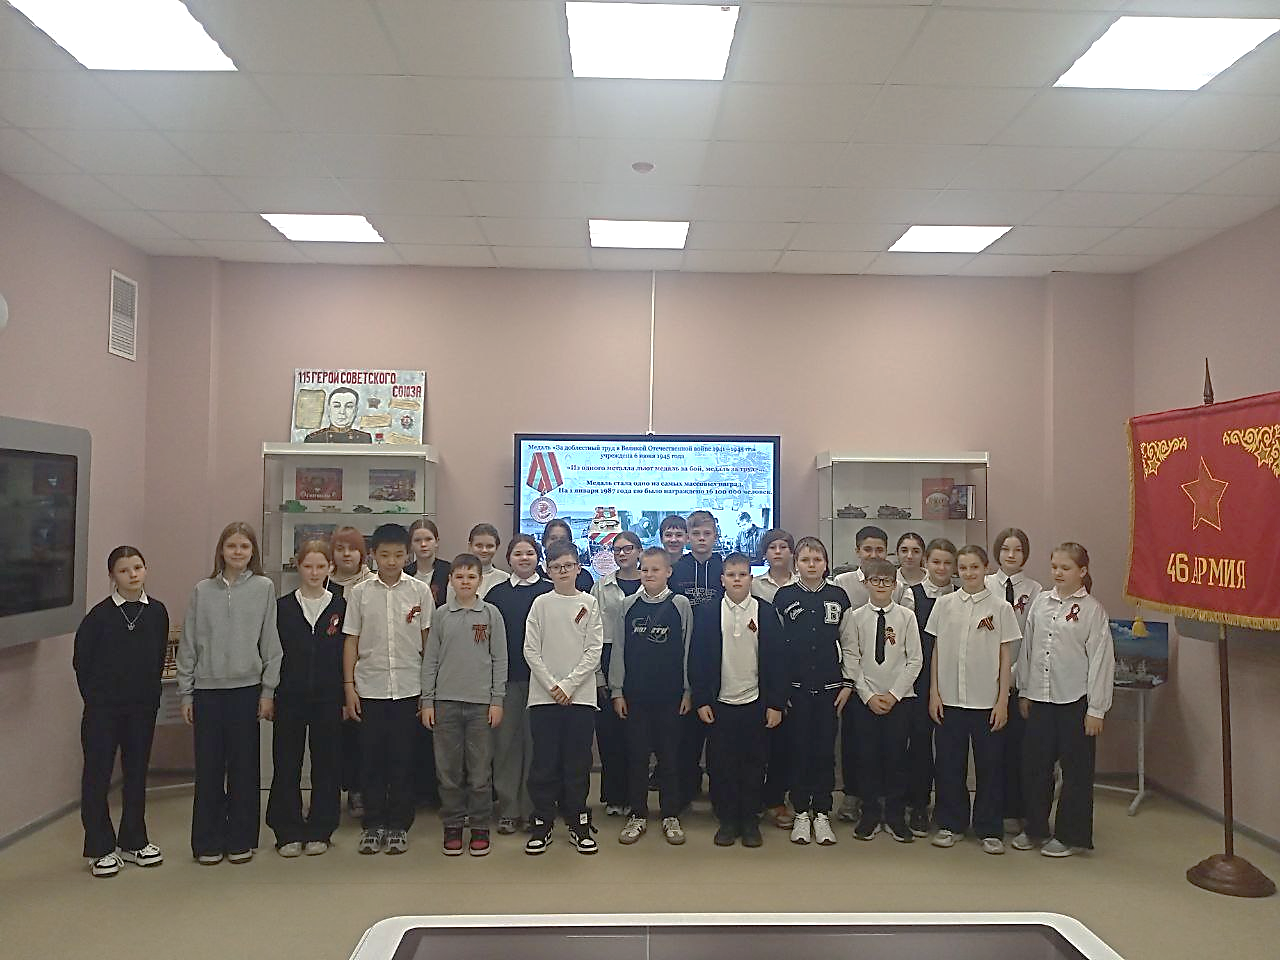 115 ГЕРОЙ СОВЕТСКОГО
СОЮЗА
Медаль «За доблестный труд в Великой Отечественной войне 1941–1945 гг.»
учреждена 6 июня 1945 года
«Из одного металла льют медаль за бой, медаль за труд»...
Медаль стала одно из самых массовых наград.
На 1 января 1987 года ею было награждено 16 100 000 человек.
46 АРМИЯ
B